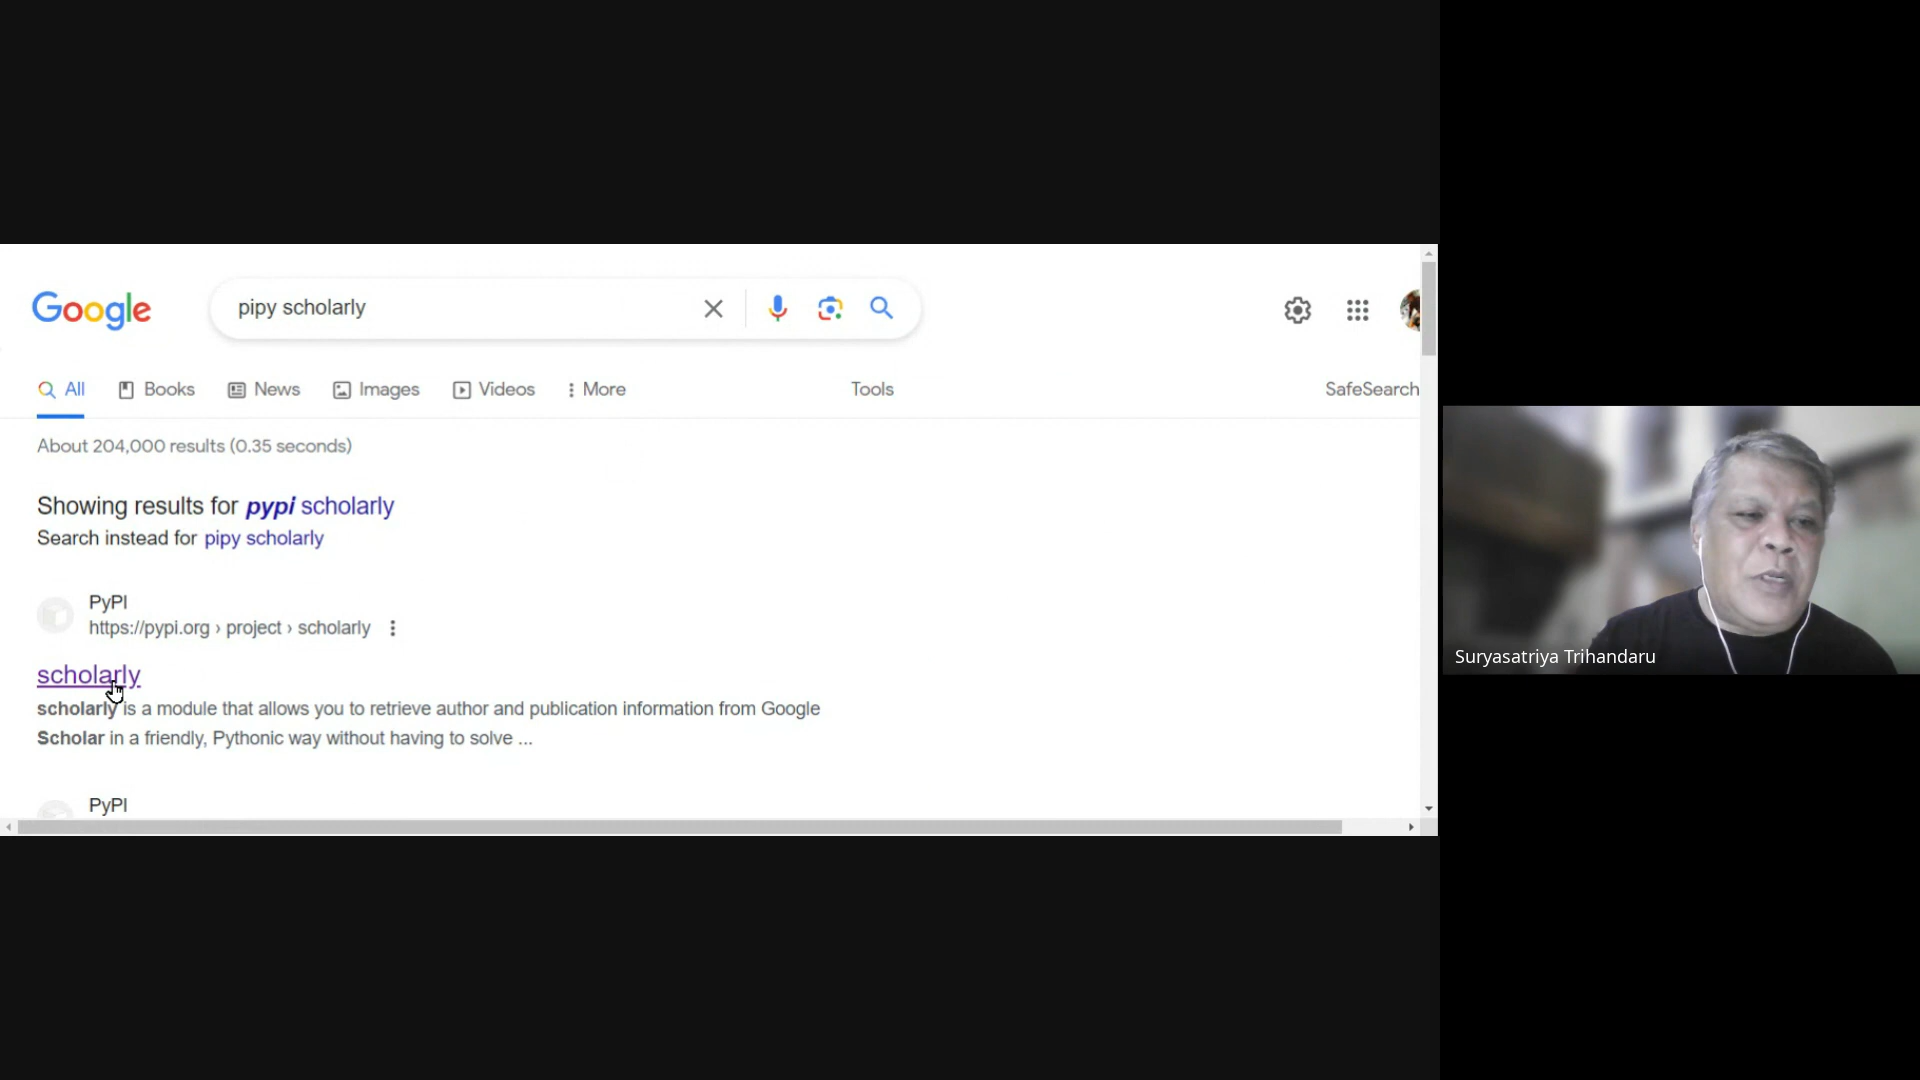 Google
pipy scholarly
All
Books
News
Images
Videos
More
Tools
SafeSearch
About 204,000 results (0.35 seconds)
Showing results for pypi scholarly
Search instead for pipy scholarly
PyPI
https://pypi.org › project › scholarly
scholarly
scholarly is a module that allows you to retrieve author and publication information from Google
Scholar in a friendly, Pythonic way without having to solve ...
PyPI
Suryasatriya Trihandaru